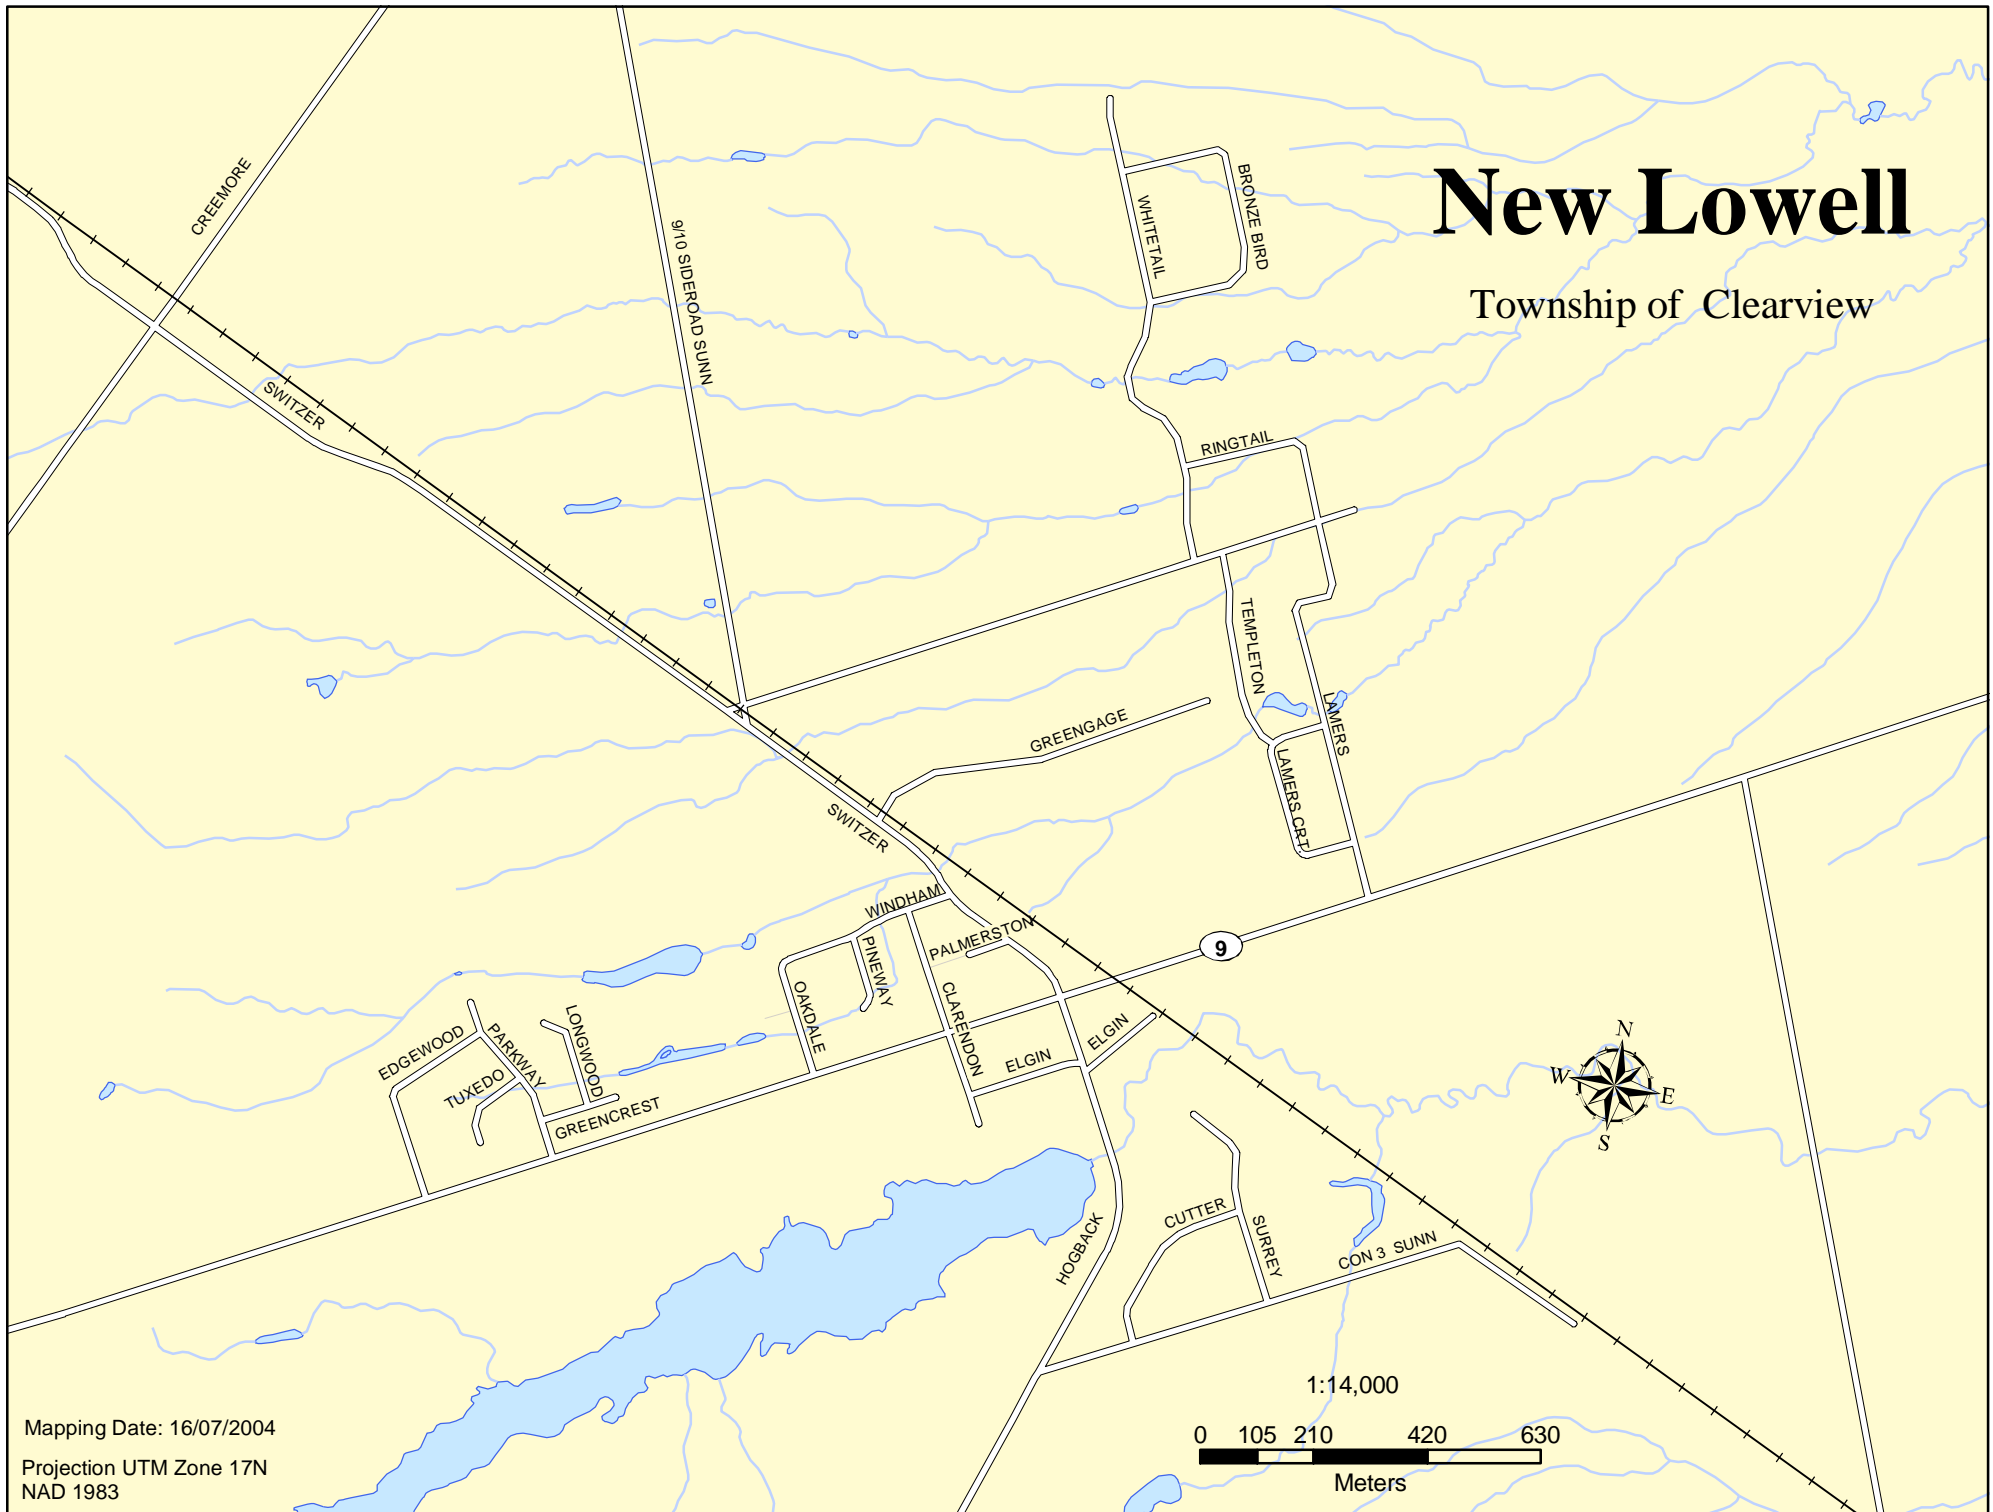 New Lowell
Township of Clearview
CREEMORE
9/10 SIDEROAD SUNN
WHITETAIL
BRONZE BIRD
SWITZER
RINGTAIL
TEMPLETON
LAMERS
GREENGAGE
LAMERS CRT.
SWITZER
WINDHAM
PALMERSTON
PINEWAY
9
OAKDALE
CLARENDON
LONGWOOD
EDGEWOOD
PARKWAY
TUXEDO
ELGIN
ELGIN
GREENCREST
N
W
E
S
HOGBACK
CUTTER
SURREY
CON 3 SUNN
1:14,000
0 105 210 420 630
Meters
Mapping Date: 16/07/2004
Projection UTM Zone 17N
NAD 1983